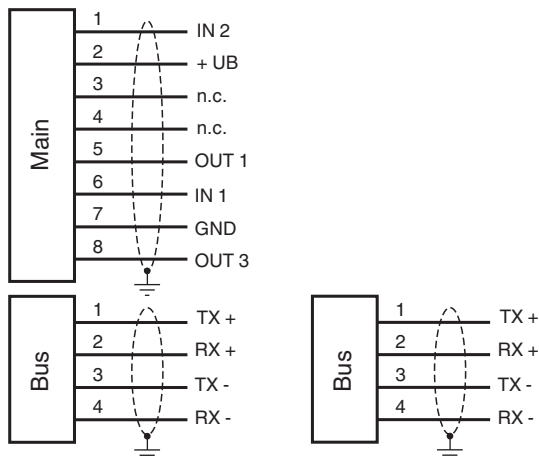 Main
1 IN 2
2 + UB
3 n.c.
4 n.c.
5 OUT 1
6 IN 1
7 GND
8 OUT 3
Bus
1 TX +
2 RX +
3 TX -
4 RX -
Bus
1 TX +
2 RX +
3 TX -
4 RX -